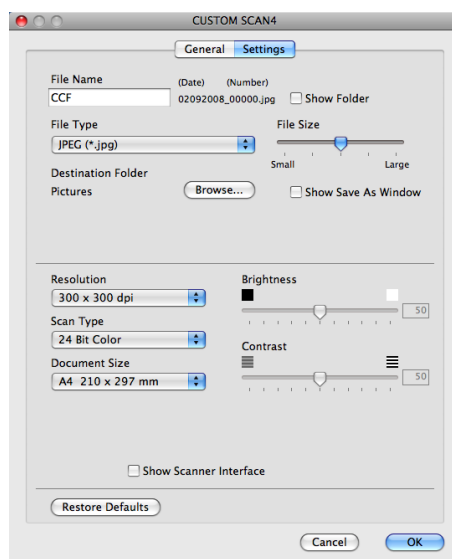 CUSTOM SCAN4
General Settings
File Name
(Date) (Number)
CCF
02092008_00000.jpg
Show Folder
File Type
File Size
JPEG (*.jpg)
Small Large
Destination Folder
Pictures
Browse...
Show Save As Window
Resolution
300 x 300 dpi
Scan Type
24 Bit Color
Document Size
A4 210 x 297 mm
Brightness
50
Contrast
50
Show Scanner Interface
Restore Defaults
Cancel OK